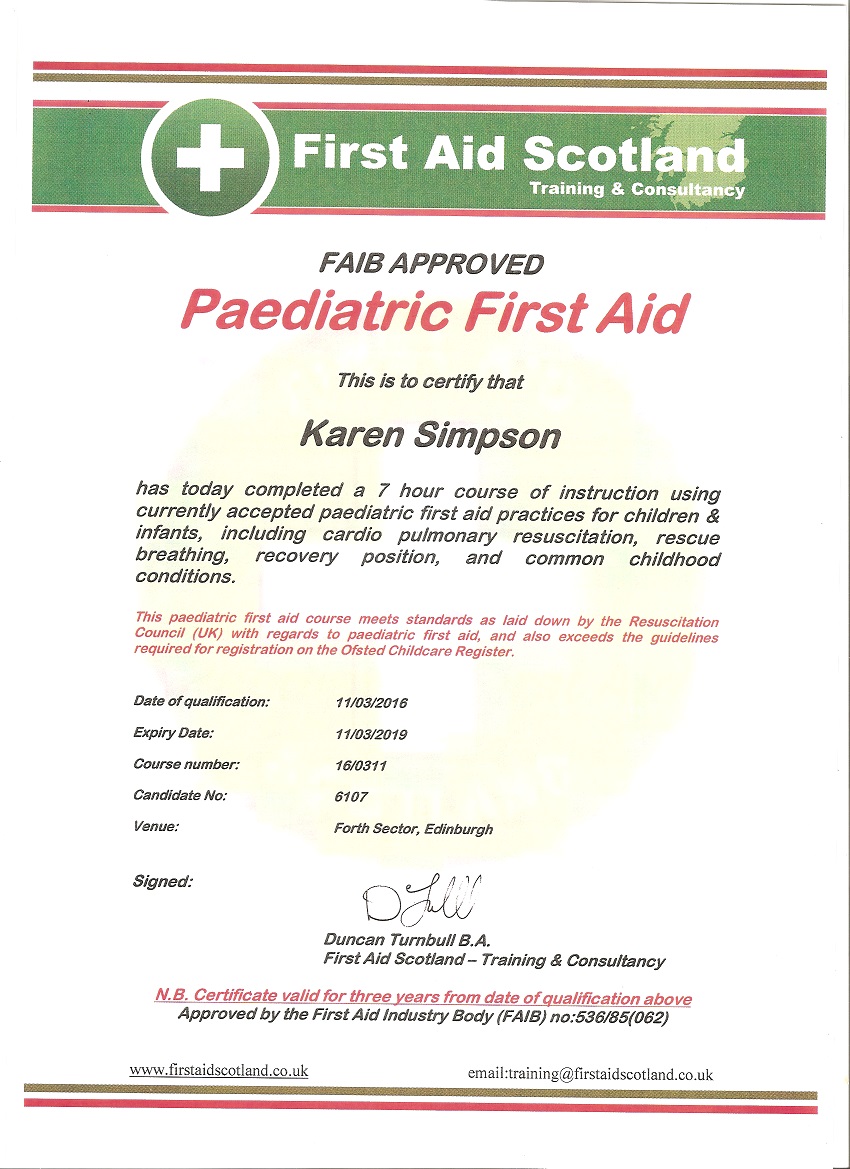 First Aid Scotland
Training & Consultancy
FAIB APPROVED
Paediatric First Aid
This is to certify that
Karen Simpson
has today completed a 7 hour course of instruction using
currently accepted paediatric first aid practices for children &
infants, including cardio pulmonary resuscitation, rescue
breathing, recovery position, and common childhood
conditions.
This paediatric first aid course meets standards as laid down by the Resuscitation
Council (UK) with regards to paediatric first aid, and also exceeds the guidelines
required for registration on the Ofsted Childcare Register.
Date of qualification: 11/03/2016
Expiry Date: 11/03/2019
Course number: 16/0311
Candidate No: 6107
Venue: Forth Sector, Edinburgh
Signed:
Duncan Turnbull B.A.
First Aid Scotland – Training & Consultancy
N.B. Certificate valid for three years from date of qualification above
Approved by the First Aid Industry Body (FAIB) no:536/85(062)
www.firstaidscotland.co.uk email:training@firstaidscotland.co.uk